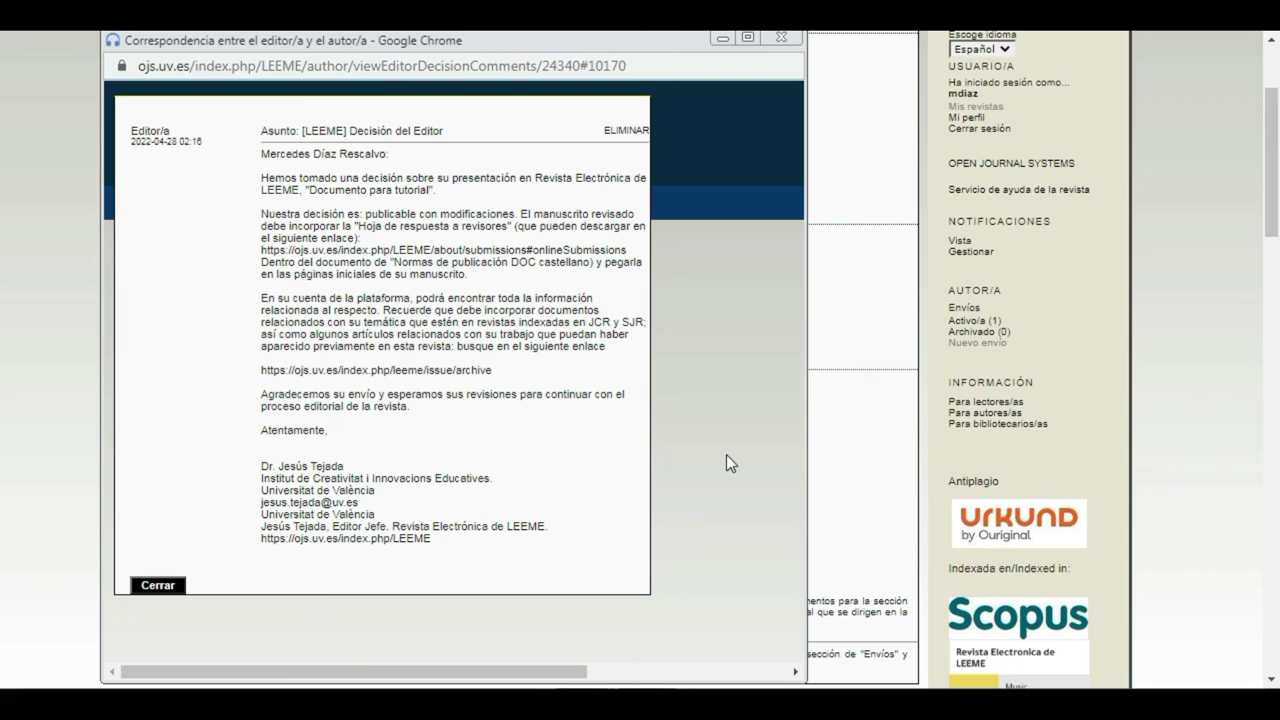 Correspondencia entre el editor/a y el autor/a - Google Chrome
ojs.uv.es/index.php/LEEME/author/viewEditorDecisionComments/24340#10170
Editor/a
2022-04-28 02:16
Asunto: [LEEME] Decisión del Editor
ELIMINAR
Mercedes Díaz Rescalvo:
Hemos tomado una decisión sobre su presentación en Revista Electrónica de
LEEME, "Documento para tutorial".
Nuestra decisión es: publicable con modificaciones. El manuscrito revisado
debe incorporar la "Hoja de respuesta a revisores" (que pueden descargar en
el siguiente enlace):
https://ojs.uv.es/index.php/LEEME/about/submissions#onlineSubmissions
Dentro del documento de "Normas de publicación DOC castellano) y pegarla
en las páginas iniciales de su manuscrito.
En su cuenta de la plataforma, podrá encontrar toda la información
relacionada al respecto. Recuerde que debe incorporar documentos
relacionados con su temática que estén en revistas indexadas en JCR y SJR;
así como algunos artículos relacionados con su trabajo que puedan haber
aparecido previamente en esta revista: busque en el siguiente enlace
https://ojs.uv.es/index.php/leeme/issue/archive
Agradecemos su envío y esperamos sus revisiones para continuar con el
proceso editorial de la revista.
Atentamente,
Dr. Jesús Tejada
Institut de Creativitat i Innovacions Educatives.
Universitat de València
jesus.tejada@uv.es
Universitat de València
Jesús Tejada, Editor Jefe. Revista Electrónica de LEEME.
https://ojs.uv.es/index.php/LEEME
Cerrar
para la sección
que se dirigen en la
sección de "Envíos" y
Escoge idioma
Español
USUARIO/A
Ha iniciado sesión como...
mdiaz
Mis revistas
Mi perfil
Cerrar sesión
OPEN JOURNAL SYSTEMS
Servicio de ayuda de la revista
NOTIFICACIONES
Vista
Gestionar
AUTOR/A
Envíos
Activo/a (1)
Archivado (0)
Nuevo envío
INFORMACIÓN
Para lectores/as
Para autores/as
Para bibliotecarios/as
Antiplagio
URKUND
by Ouriginal
Indexada en/Indexed in:
Scopus
Revista Electronica de
LEEME
Music